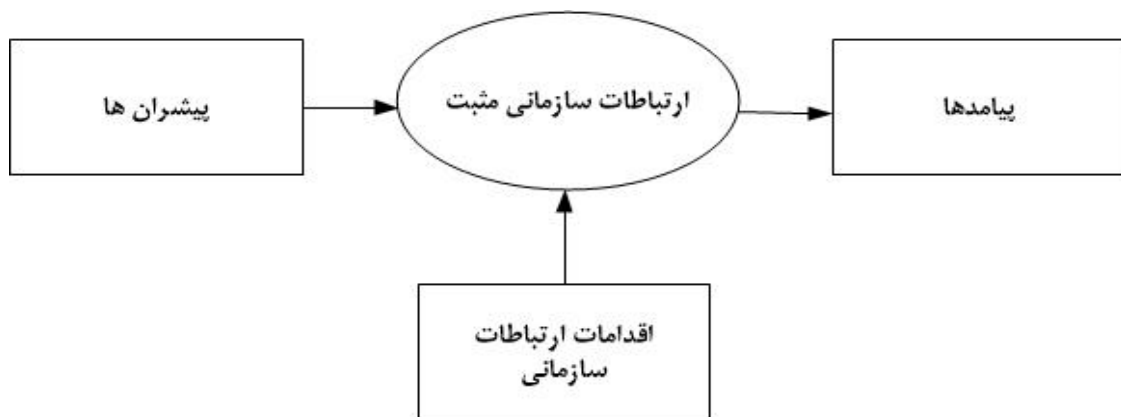 پیشران ها
ارتباطات سازمانی مثبت
پیامدها
اقدامات ارتباطات
سازمانی